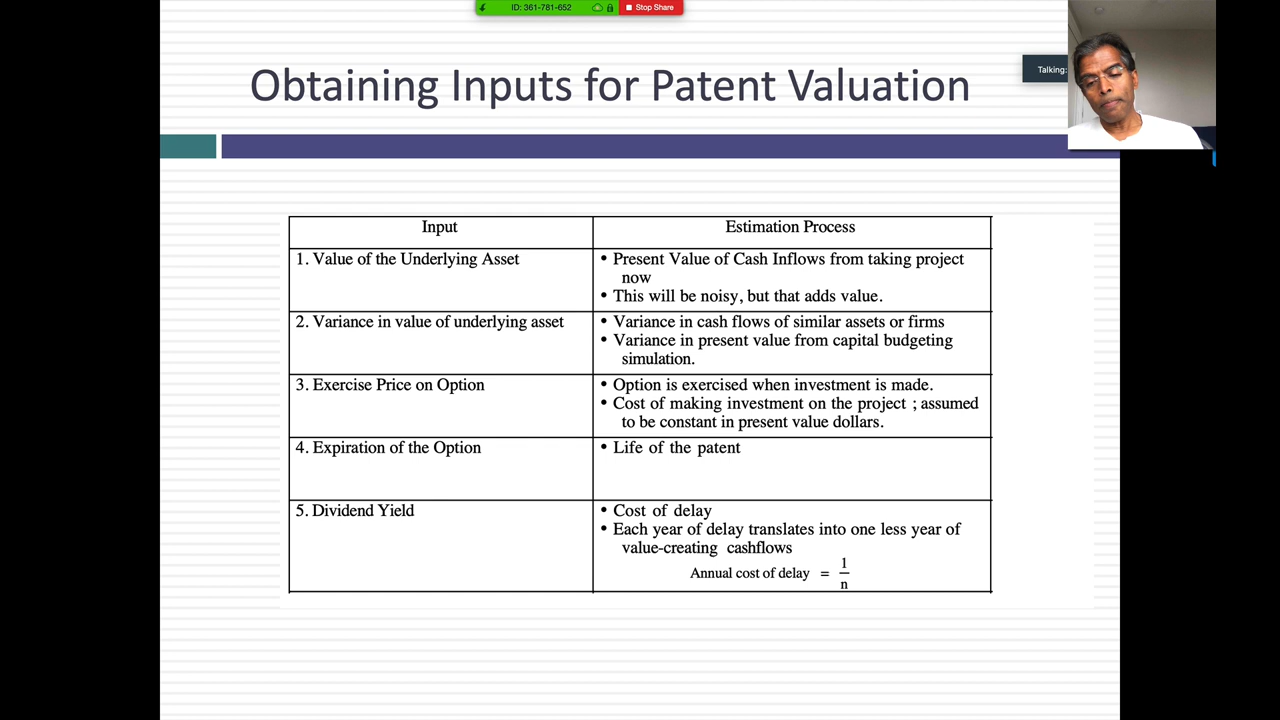 ID: 361-781-652
Stop Share
Talking:
Obtaining Inputs for Patent Valuation
Input
Estimation Process
1. Value of the Underlying Asset
• Present Value of Cash Inflows from taking project
now
• This will be noisy, but that adds value.
2. Variance in value of underlying asset
• Variance in cash flows of similar assets or firms
• Variance in present value from capital budgeting
simulation.
3. Exercise Price on Option
• Option is exercised when investment is made.
• Cost of making investment on the project ; assumed
to be constant in present value dollars.
4. Expiration of the Option
• Life of the patent
5. Dividend Yield
• Cost of delay
• Each year of delay translates into one less year of
value-creating cashflows
Annual cost of delay = 1
n